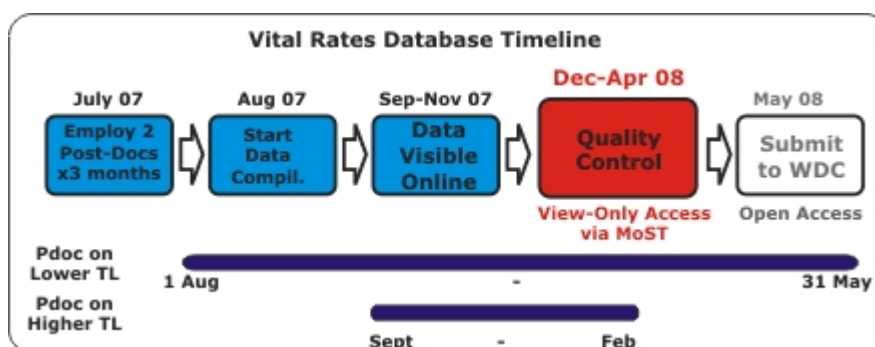 Vital Rates Database Timeline
July 07
Aug 07
Sep-Nov 07
Dec-Apr 08
May 08
Employ 2
Post-Docs
x3 months
Start
Data
Compil.
Data
Visible
Online
Quality
Control
Submit
to WDC
View-Only Access
via MoST
Open Access
Pdoc on
Lower TL
1 Aug - 31 May
Pdoc on
Higher TL
Sept - Feb